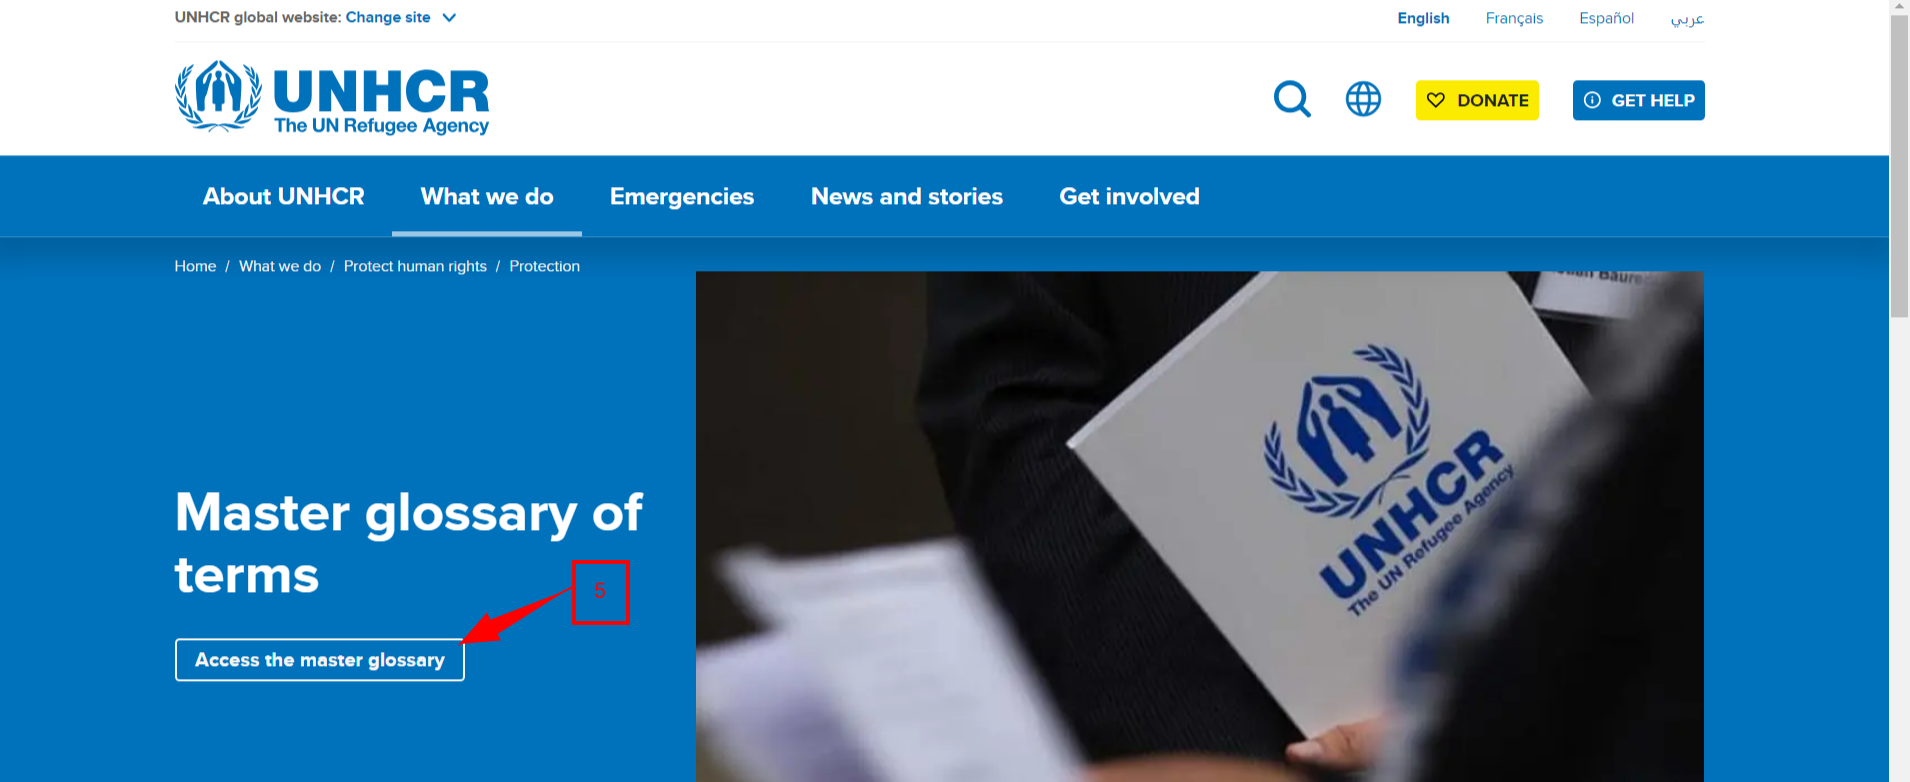 UNHCR global website: Change site
English Français Español عربي
UNHCR
The UN Refugee Agency
DONATE
GET HELP
About UNHCR What we do Emergencies News and stories Get involved
Home / What we do / Protect human rights / Protection
UNHCR
The UN Refugee Agency
Master glossary of
terms
5
Access the master glossary